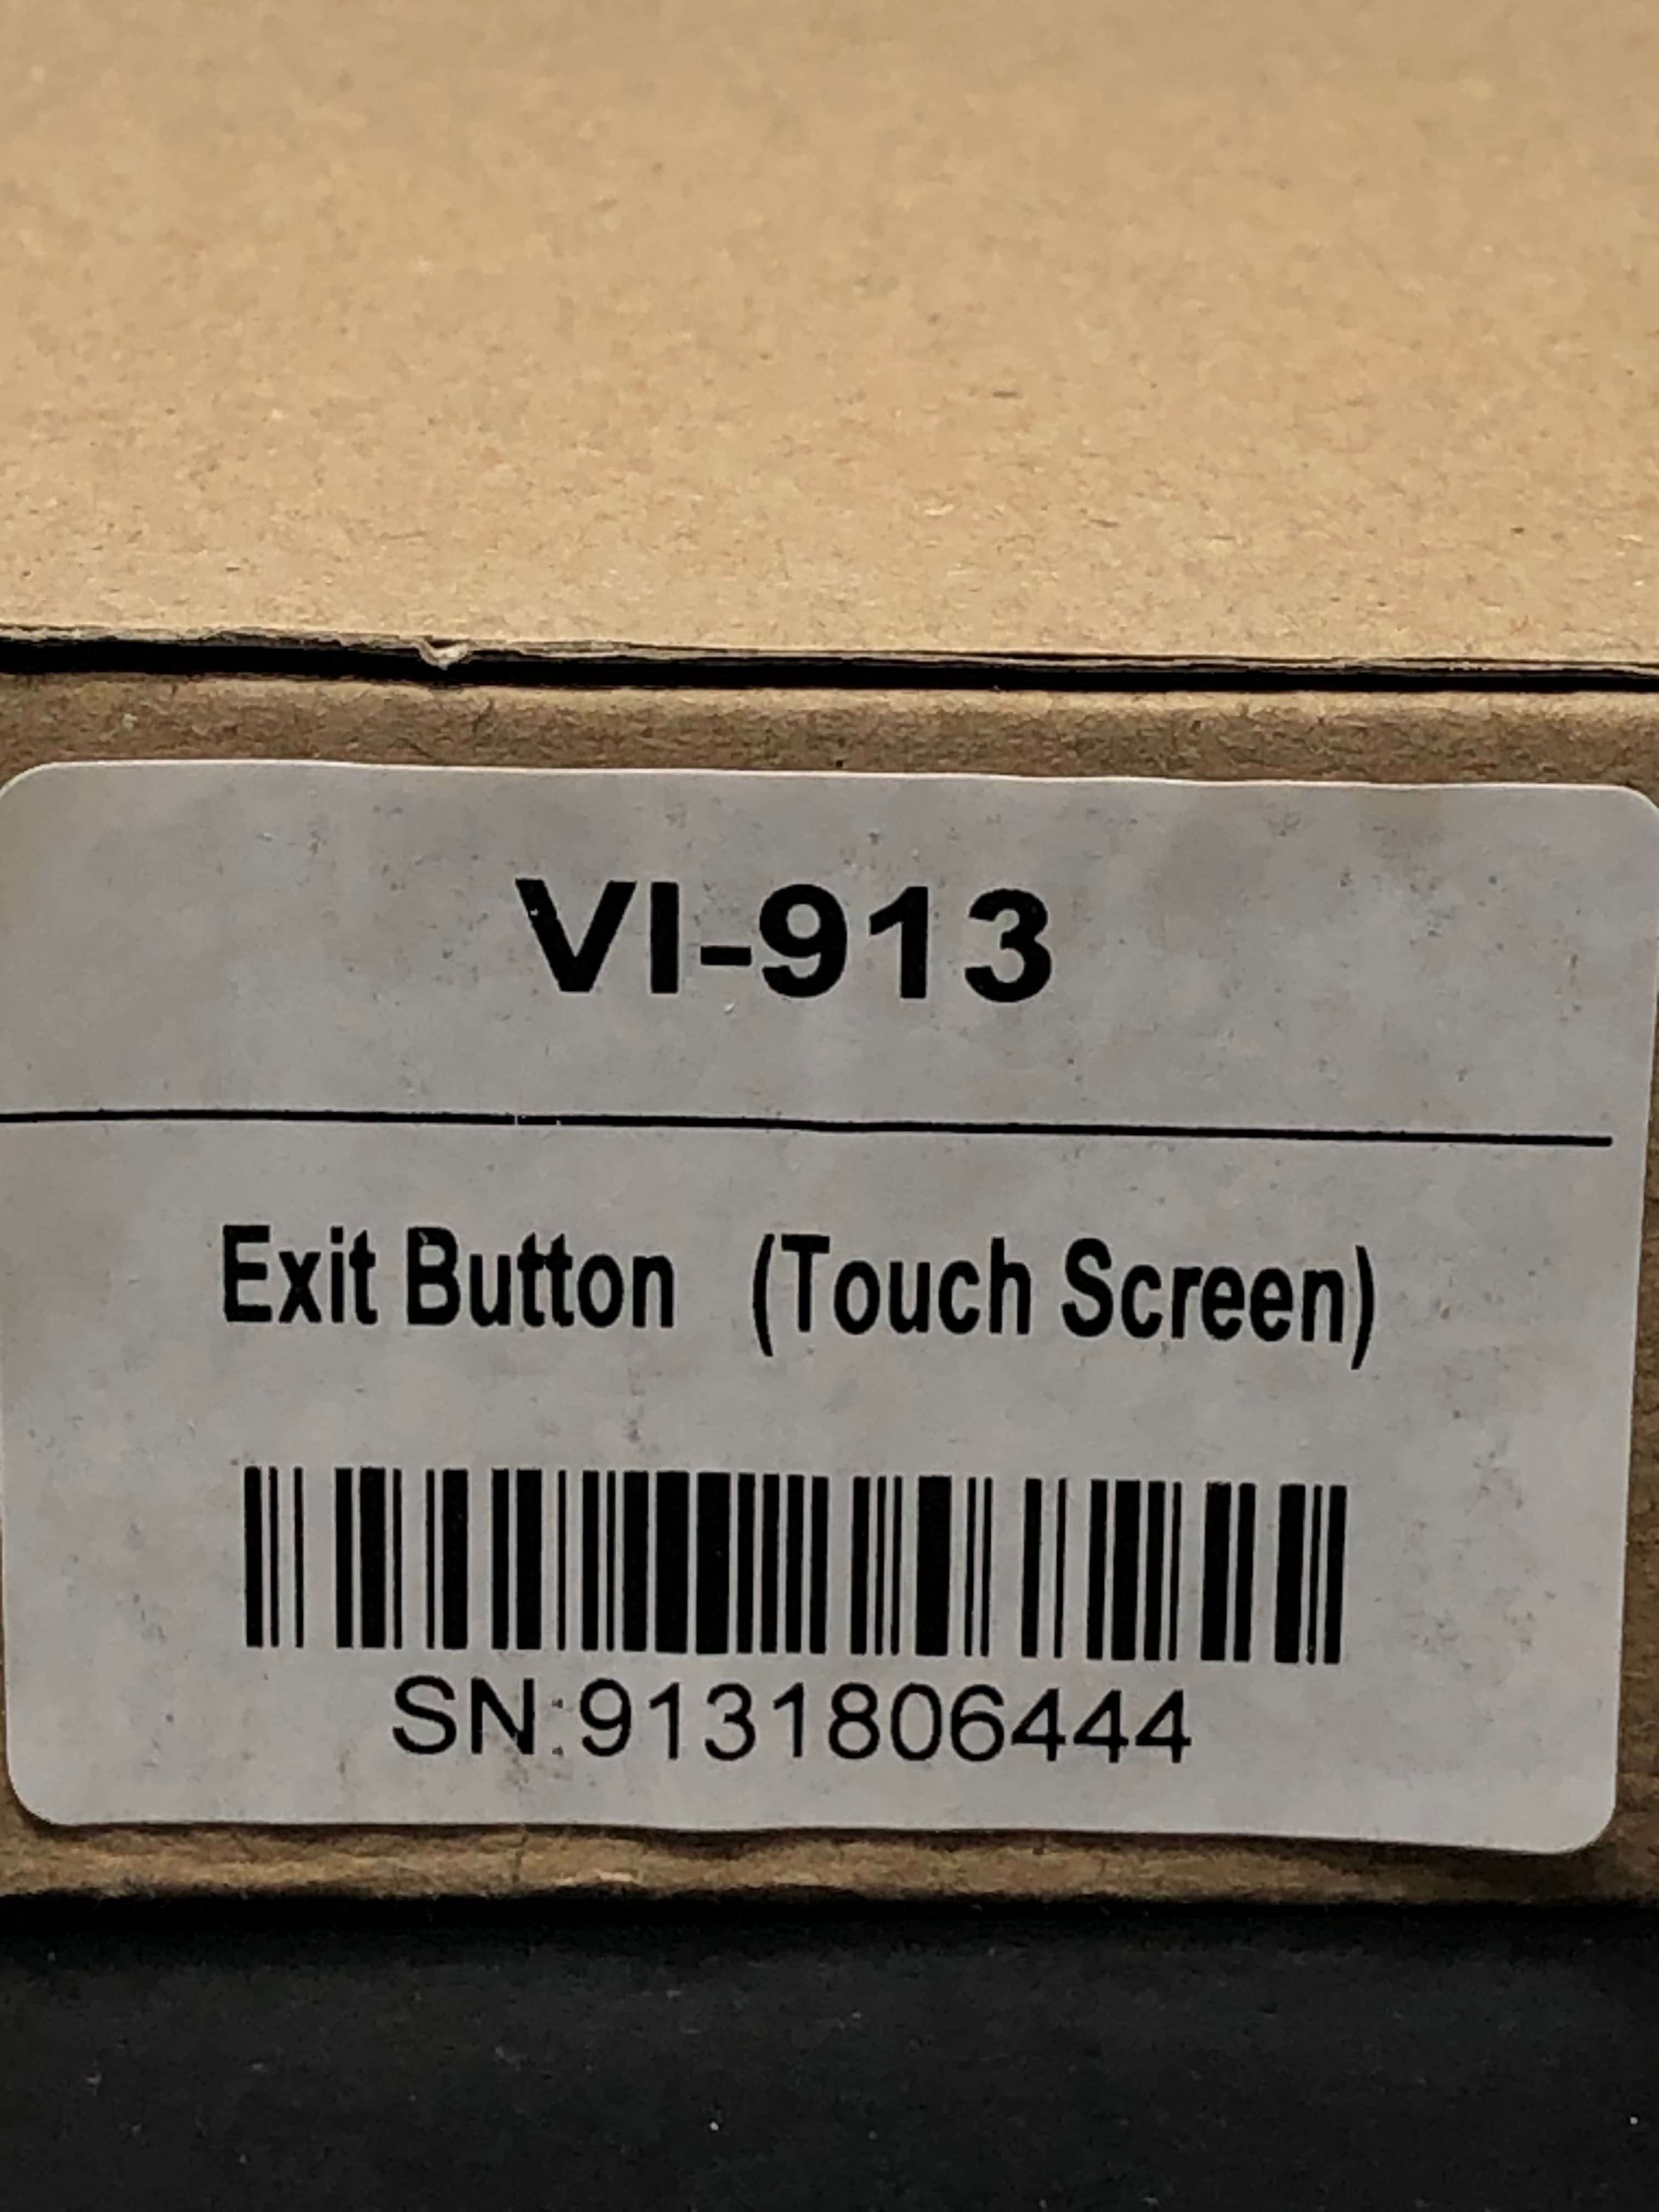 VI-913
Exit Button (Touch Screen)
SN:9131806444